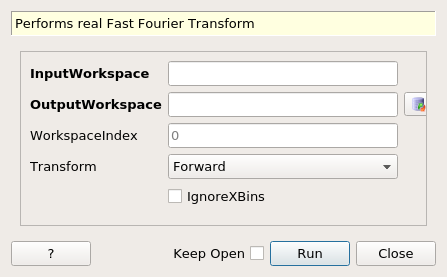 Performs real Fast Fourier Transform
InputWorkspace
OutputWorkspace
WorkspaceIndex 0
Transform Forward
IgnoreXBins
? Keep Open Run Close